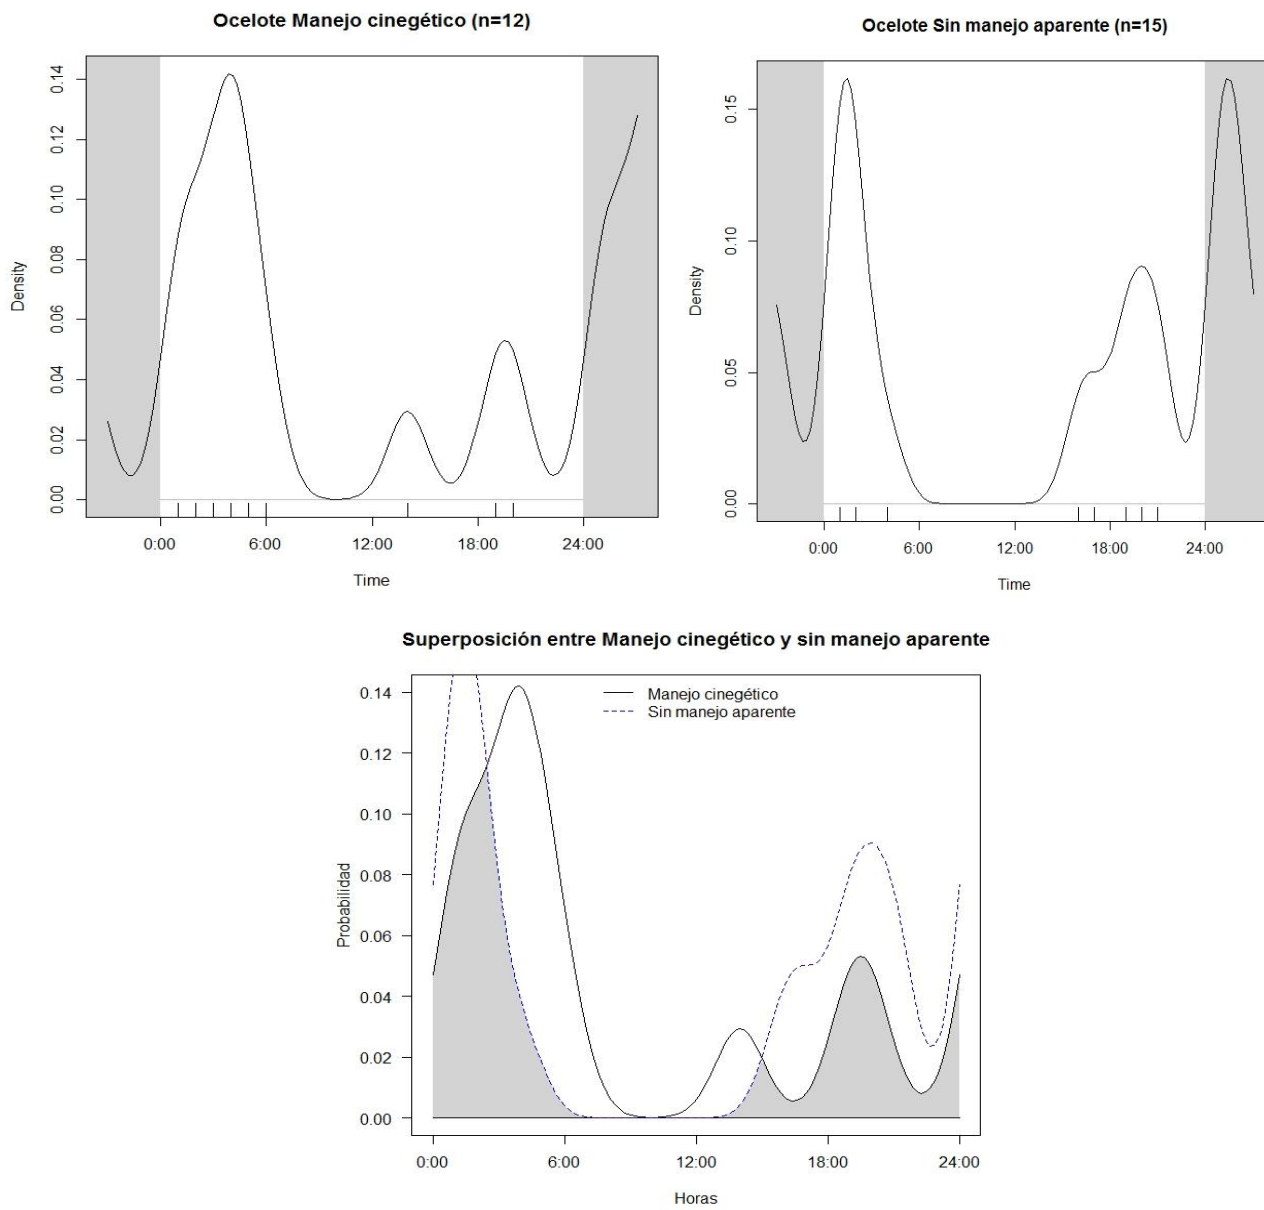 Ocelote Manejo cinegético (n=12)
0.14
0.12
0.10
0.08
0.06
0.04
0.02
0.00
Density
0:00 6:00 12:00 18:00 24:00
Time
Ocelote Sin manejo aparente (n=15)
0.15
0.10
0.05
0.00
Density
0:00 6:00 12:00 18:00 24:00
Time
Superposición entre Manejo cinegético y sin manejo aparente
Manejo cinegético
Sin manejo aparente
0.14
0.12
0.10
0.08
0.06
0.04
0.02
0.00
Probabilidad
0:00 6:00 12:00 18:00 24:00
Horas